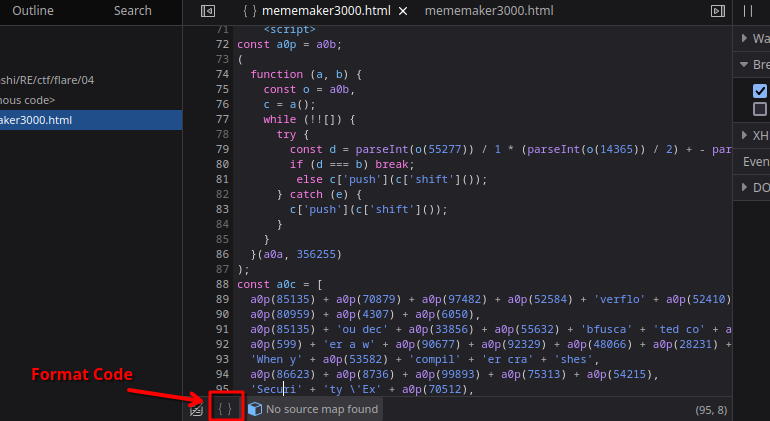 Outline Search
{ } mememaker3000.html × mememaker3000.html
shi/RE/ctf/flare/04
nous code>
aker3000.html
Wa
Bre
XH
Even
DO
71 <script>
72 const a0p = a0b;
73 (
74 function (a, b) {
75 const o = a0b,
76 c = a();
77 while (!![]) {
78 try {
79 const d = parseInt(o(55277)) / 1 * (parseInt(o(14365)) / 2) + - par
80 if (d === b) break;
81 else c['push'](c['shift']());
82 } catch (e) {
83 c['push'](c['shift']());
84 }
85 }
86 }(a0a, 356255)
87 );
88 const a0c = [
89 a0p(85135) + a0p(70879) + a0p(97482) + a0p(52584) + 'verflo' + a0p(52410)
90 a0p(80959) + a0p(4307) + a0p(6050),
91 a0p(85135) + 'ou dec' + a0p(33856) + a0p(55632) + 'bfusca' + 'ted co' + a
92 a0p(599) + 'er a w' + a0p(90677) + a0p(92329) + a0p(48066) + a0p(28231) +
93 'When y' + a0p(53582) + 'compil' + 'er cra' + 'shes',
94 a0p(86623) + a0p(8736) + a0p(99893) + a0p(75313) + a0p(54215),
95 'Securi' + 'ty \'Ex' + a0p(70512),
Format Code
{ } No source map found (95, 8)